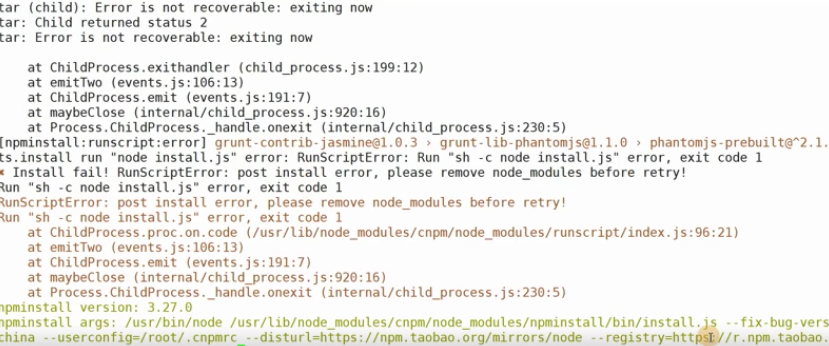 tar (child): Error is not recoverable: exiting now
tar: Child returned status 2
tar: Error is not recoverable: exiting now
at ChildProcess.exithandler (child_process.js:199:12)
at emitTwo (events.js:106:13)
at ChildProcess.emit (events.js:191:7)
at maybeClose (internal/child_process.js:920:16)
at Process.ChildProcess._handle.onexit (internal/child_process.js:230:5)
[npminstall:runscript:error] grunt-contrib-jasmine@1.0.3 › grunt-lib-phantomjs@1.1.0 › phantomjs-prebuilt@^2.1.
ts.install run "node install.js" error: RunScriptError: Run "sh -c node install.js" error, exit code 1
✖ Install fail! RunScriptError: post install error, please remove node_modules before retry!
Run "sh -c node install.js" error, exit code 1
RunScriptError: post install error, please remove node_modules before retry!
Run "sh -c node install.js" error, exit code 1
at ChildProcess.proc.on.code (/usr/lib/node_modules/cnpm/node_modules/runscript/index.js:96:21)
at emitTwo (events.js:106:13)
at ChildProcess.emit (events.js:191:7)
at maybeClose (internal/child_process.js:920:16)
at Process.ChildProcess._handle.onexit (internal/child_process.js:230:5)
npminstall version: 3.27.0
npminstall args: /usr/bin/node /usr/lib/node_modules/cnpm/node_modules/npminstall/bin/install.js --fix-bug-vers
china --userconfig=/root/.cnpmrc --disturl=https://npm.taobao.org/mirrors/node --registry=https://r.npm.taobao.